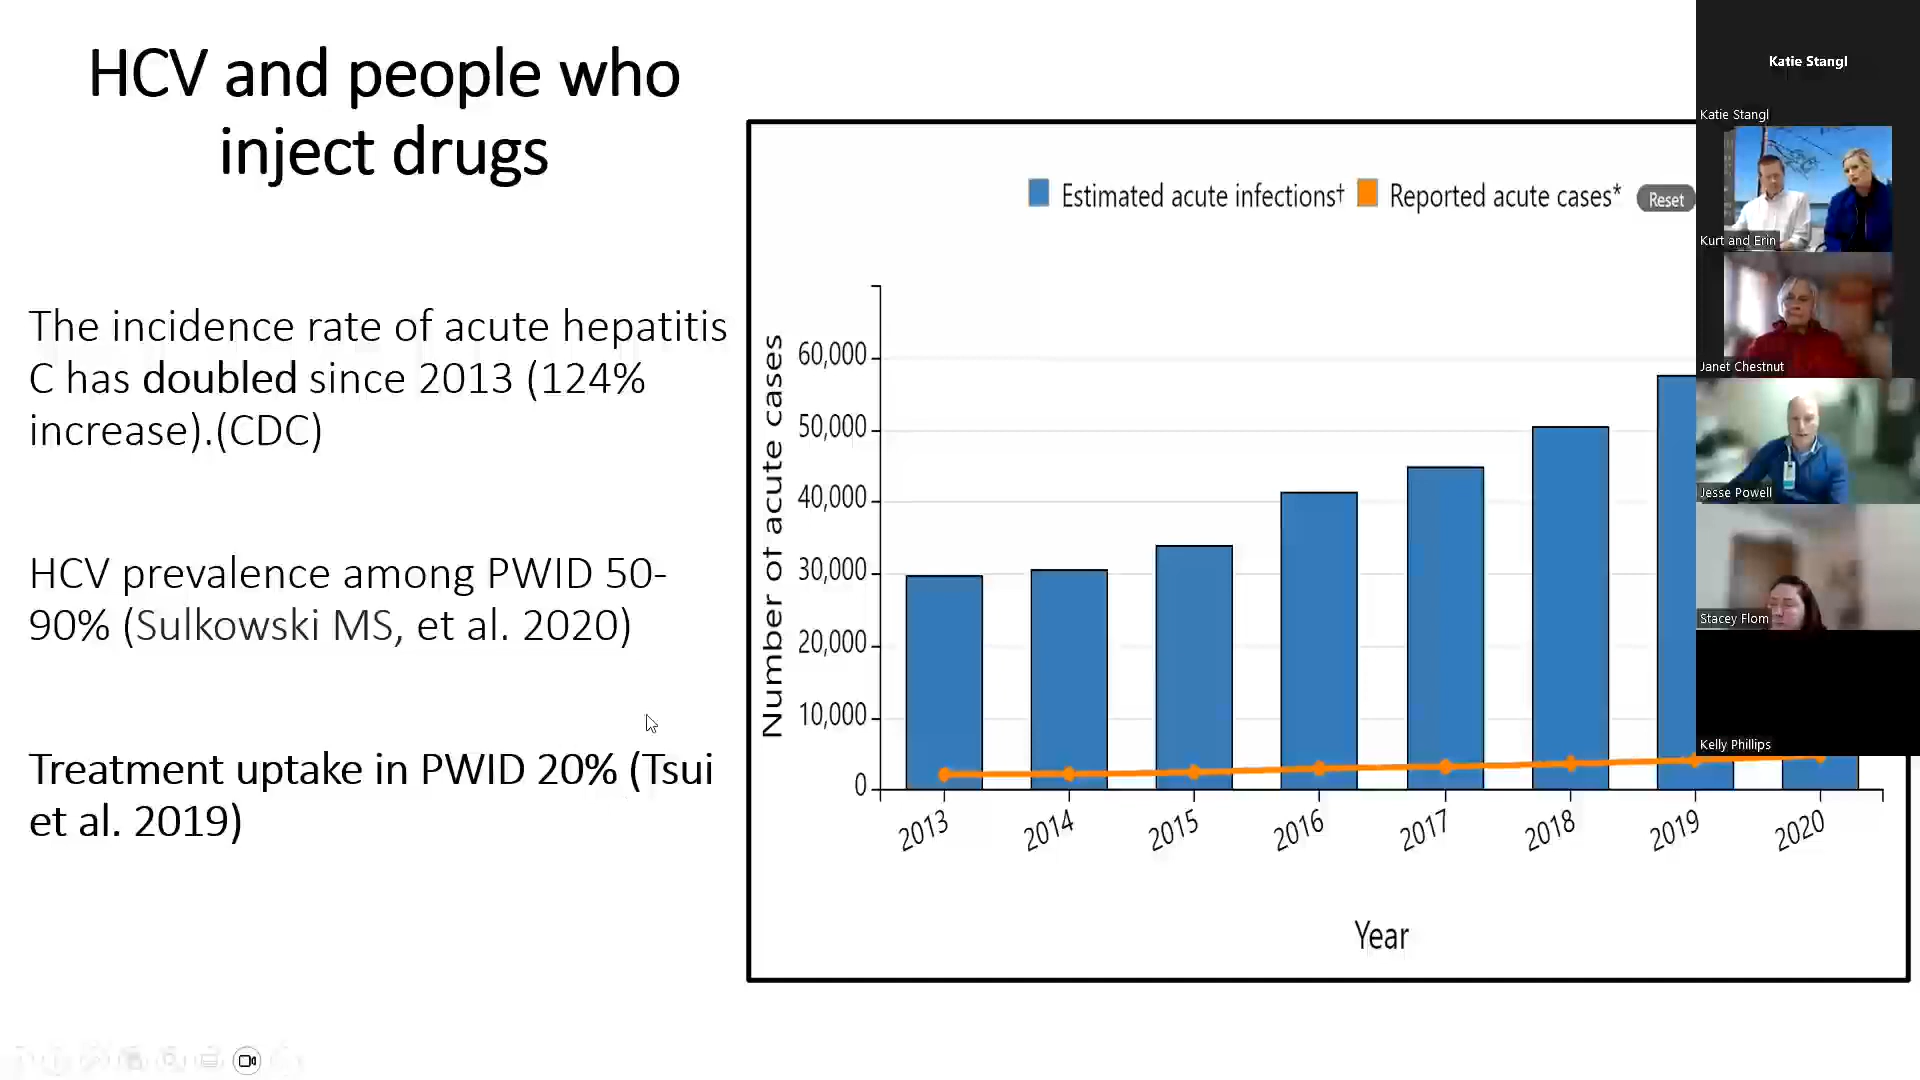 HCV and people who
inject drugs
The incidence rate of acute hepatitis
C has doubled since 2013 (124%
increase).(CDC)
HCV prevalence among PWID 50-
90% (Sulkowski MS, et al. 2020)
Treatment uptake in PWID 20% (Tsui
et al. 2019)
Estimated acute infections† Reported acute cases* Reset
Number of acute cases
60,000
50,000
40,000
30,000
20,000
10,000
0
2013 2014 2015 2016 2017 2018 2019 2020
Year
Katie Stangl
Katie Stangl
Kurt and Erin
Janet Chestnut
Jesse Powell
Stacey Flom
Kelly Phillips